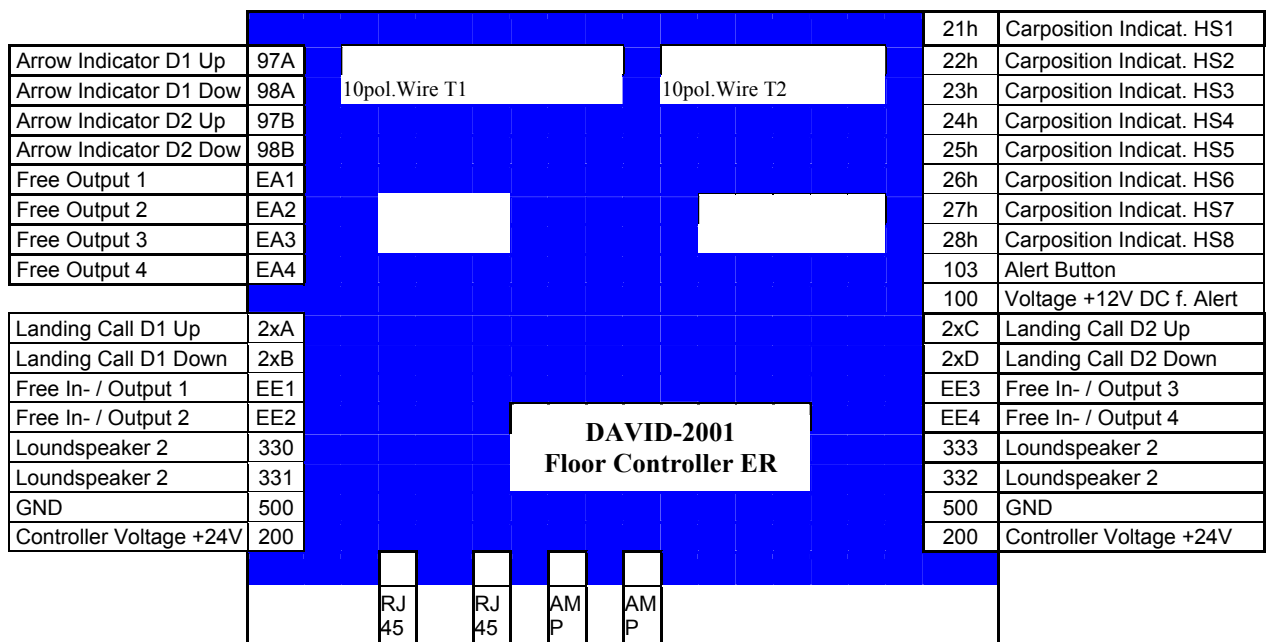 21h Carposition Indicat. HS1
Arrow Indicator D1 Up 97A 22h Carposition Indicat. HS2
Arrow Indicator D1 Dow 98A 10pol.Wire T1 10pol.Wire T2 23h Carposition Indicat. HS3
Arrow Indicator D2 Up 97B 24h Carposition Indicat. HS4
Arrow Indicator D2 Dow 98B 25h Carposition Indicat. HS5
Free Output 1 EA1 26h Carposition Indicat. HS6
Free Output 2 EA2 27h Carposition Indicat. HS7
Free Output 3 EA3 28h Carposition Indicat. HS8
Free Output 4 EA4 103 Alert Button
100 Voltage +12V DC f. Alert
Landing Call D1 Up 2xA 2xC Landing Call D2 Up
Landing Call D1 Down 2xB 2xD Landing Call D2 Down
Free In- / Output 1 EE1 EE3 Free In- / Output 3
Free In- / Output 2 EE2 DAVID-2001 EE4 Free In- / Output 4
Loundspeaker 2 330 Floor Controller ER 333 Loundspeaker 2
Loundspeaker 2 331 332 Loundspeaker 2
GND 500 500 GND
Controller Voltage +24V 200 200 Controller Voltage +24V
RJ RJ AM AM
45 45 P P